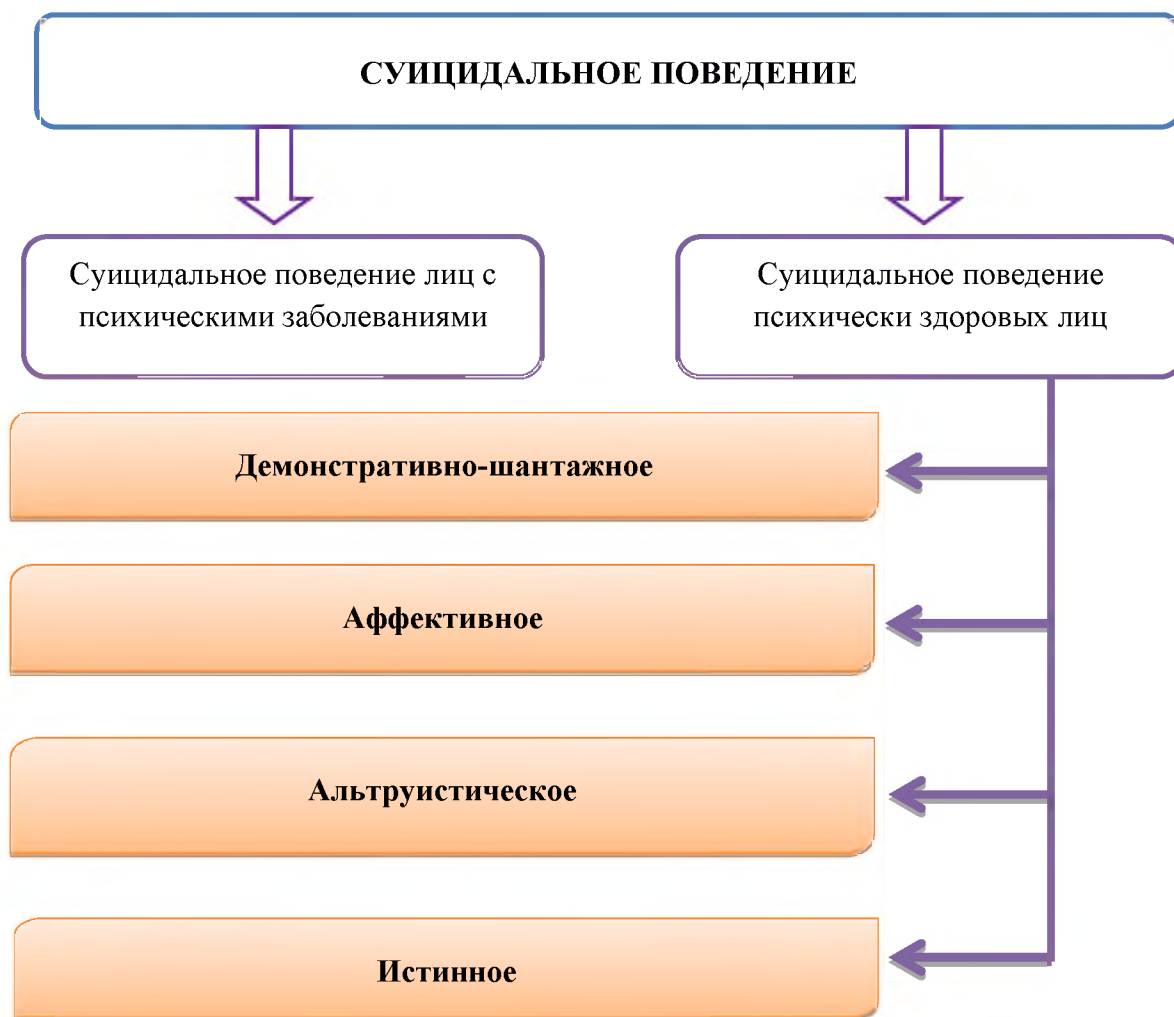 СУИЦИДАЛЬНОЕ ПОВЕДЕНИЕ
Суицидальное поведение лиц с
психическими заболеваниями
Суицидальное поведение
психически здоровых лиц
Демонстративно-шантажное
Аффективное
Альтруистическое
Истинное